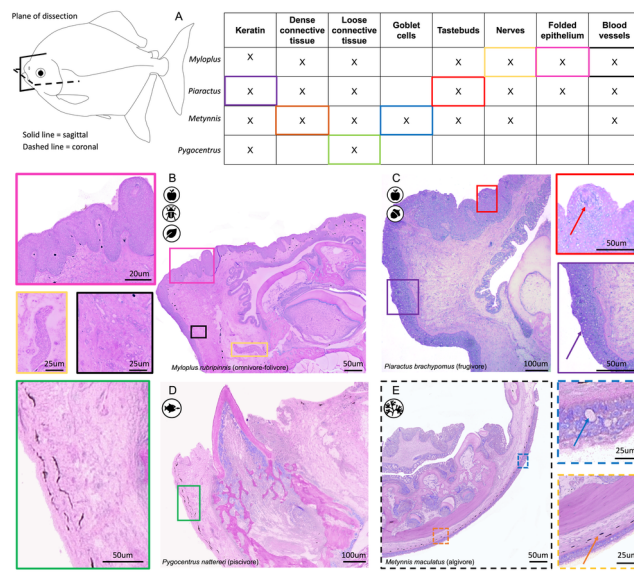 Plane of dissection
A
Solid line = sagittal
Dashed line = coronal
Keratin Dense connective tissue Loose connective tissue Goblet cells Tastebuds Nerves Folded epithelium Blood vessels
Myloplus X X X X X X X
Piaractus X X X X X X X
Metynnis X X X X X X X
Pygocentrus X X
B
C
20um
25um
25um
50um
Myloplus rubripinnis (omnivore-folivore)
50um
Piaractus brachypomus (frugivore)
100um
50um
50um
D
E
50um
Pygocentrus nattereri (piscivore)
100um
Metynnis maculatus (algivore)
50um
25um
25um